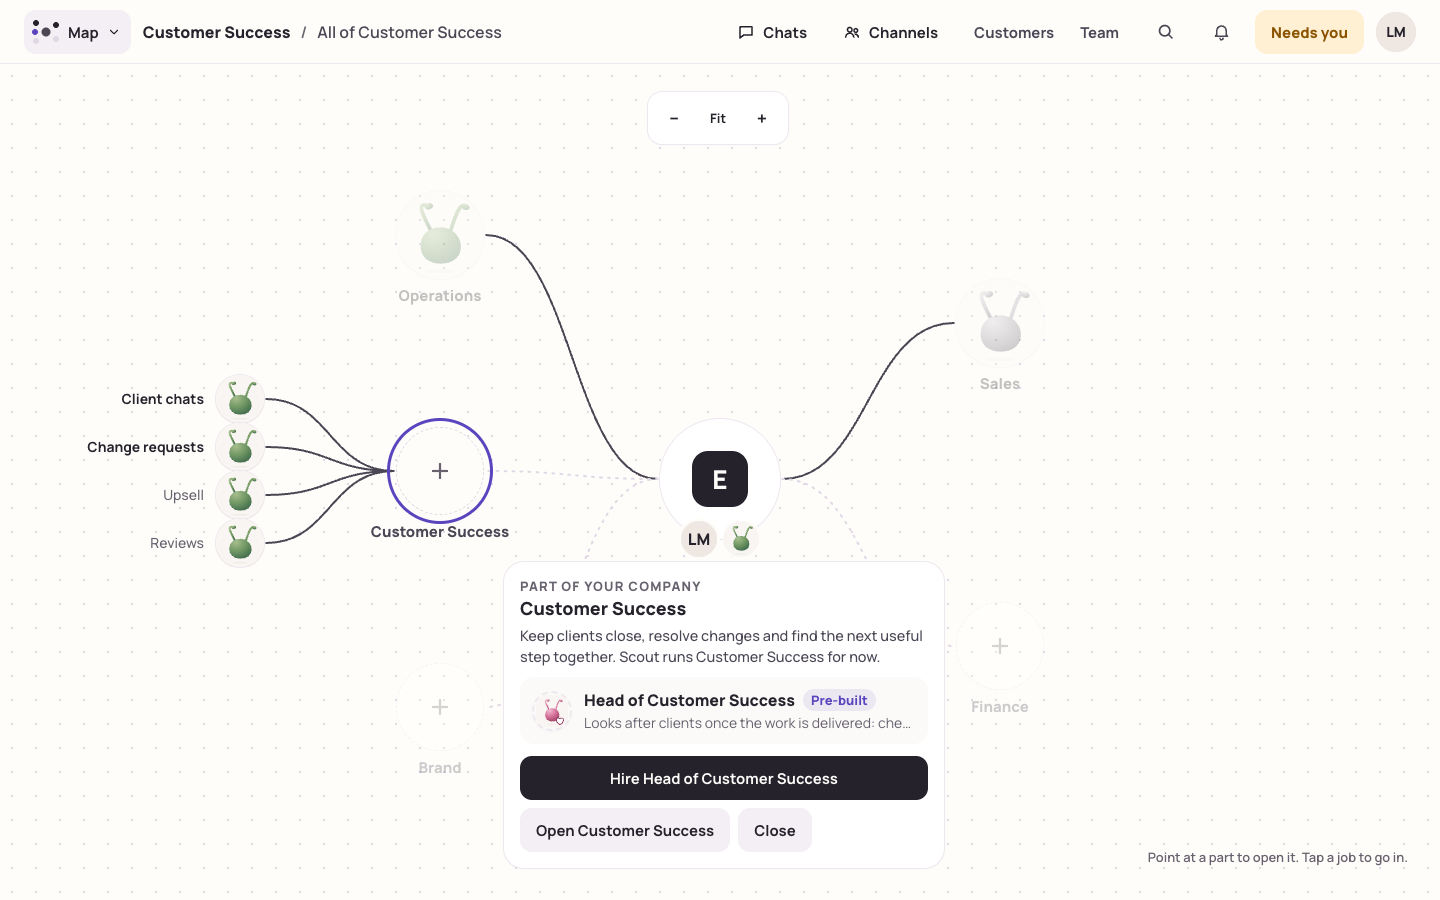 Map
Customer Success / All of Customer Success
Chats
Channels
Customers
Team
Needs you
LM
− Fit +
Operations
Sales
Client chats
Change requests
Upsell
Reviews
+
Customer Success
E
LM
PART OF YOUR COMPANY
Customer Success
Keep clients close, resolve changes and find the next useful
step together. Scout runs Customer Success for now.
Head of Customer Success Pre-built
Looks after clients once the work is delivered: che…
Hire Head of Customer Success
Open Customer Success
Close
+
Brand
+
Finance
Point at a part to open it. Tap a job to go in.